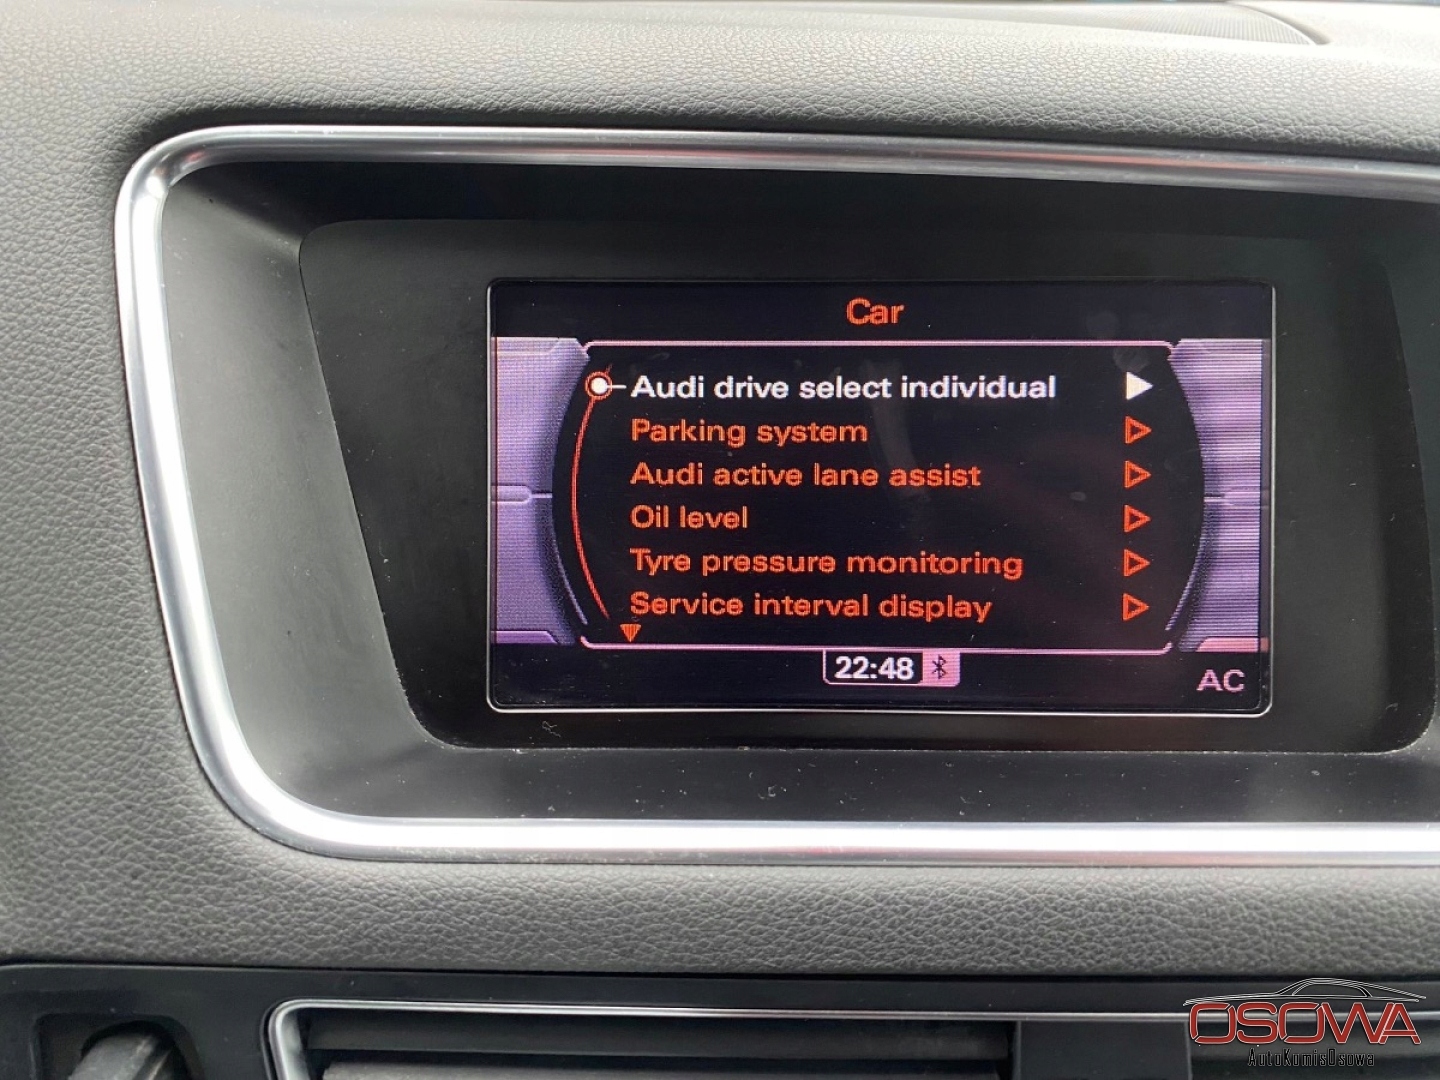 Car
Audi drive select individual
Parking system
Audi active lane assist
Oil level
Tyre pressure monitoring
Service interval display
22:48
AC
OSOWA
AutoKomisOsowa